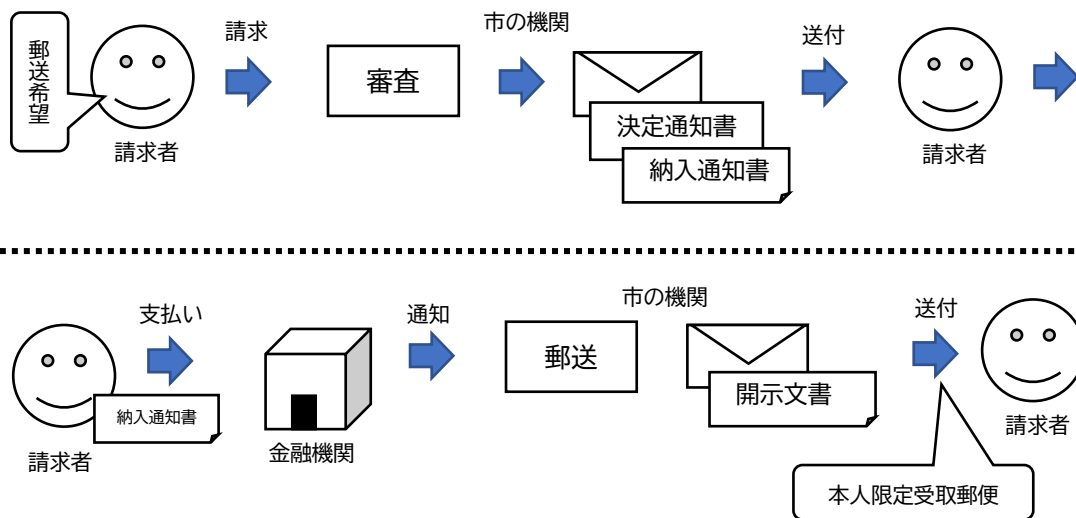 郵送希望
請求者
請求
審査
市の機関
決定通知書
納入通知書
送付
請求者
請求者
納入通知書
支払い
金融機関
通知
郵送
市の機関
開示文書
送付
請求者
本人限定受取郵便